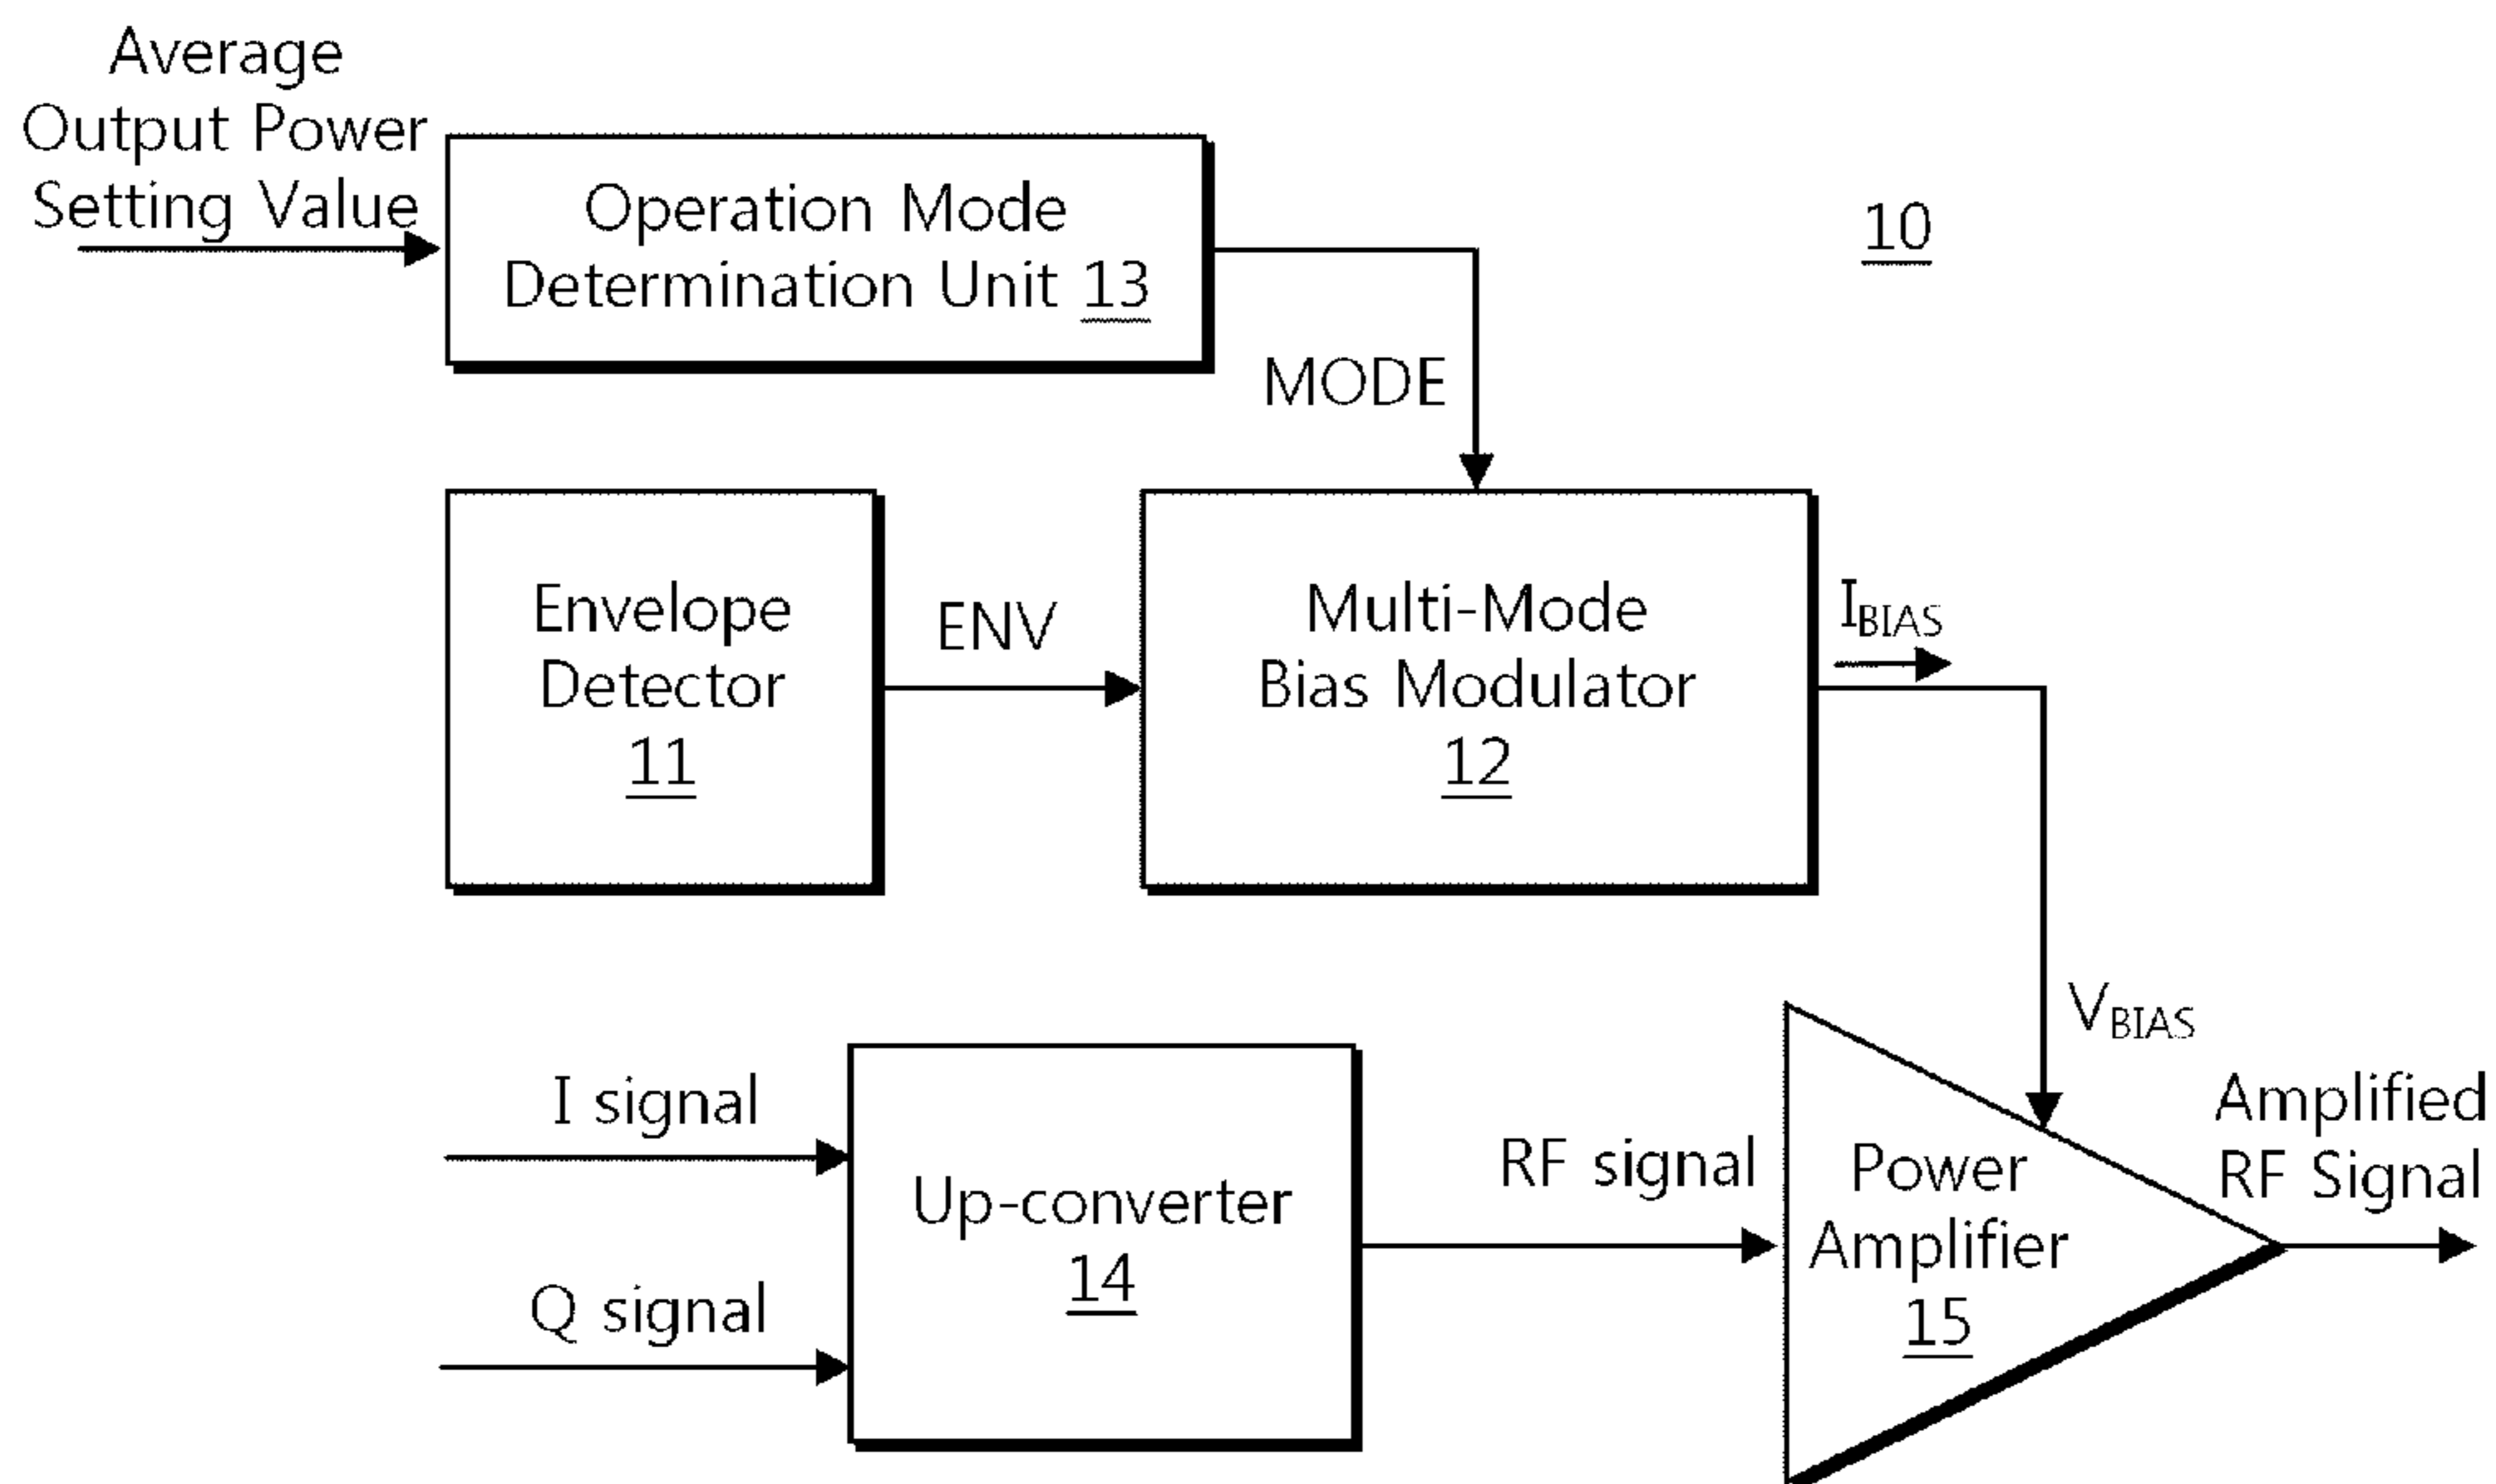 Average
Output Power
Setting Value
Operation Mode
Determination Unit 13
10
MODE
Envelope
Detector
11
ENV
Multi-Mode
Bias Modulator
12
IBIAS
VBIAS
I signal
Q signal
Up-converter
14
RF signal
Power
Amplifier
15
Amplified
RF Signal